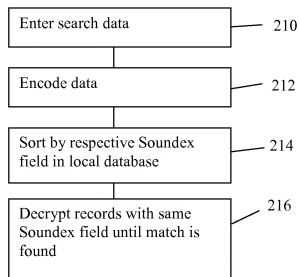 Enter search data
210
Encode data
212
Sort by respective Soundex
field in local database
214
Decrypt records with same
Soundex field until match is
found
216